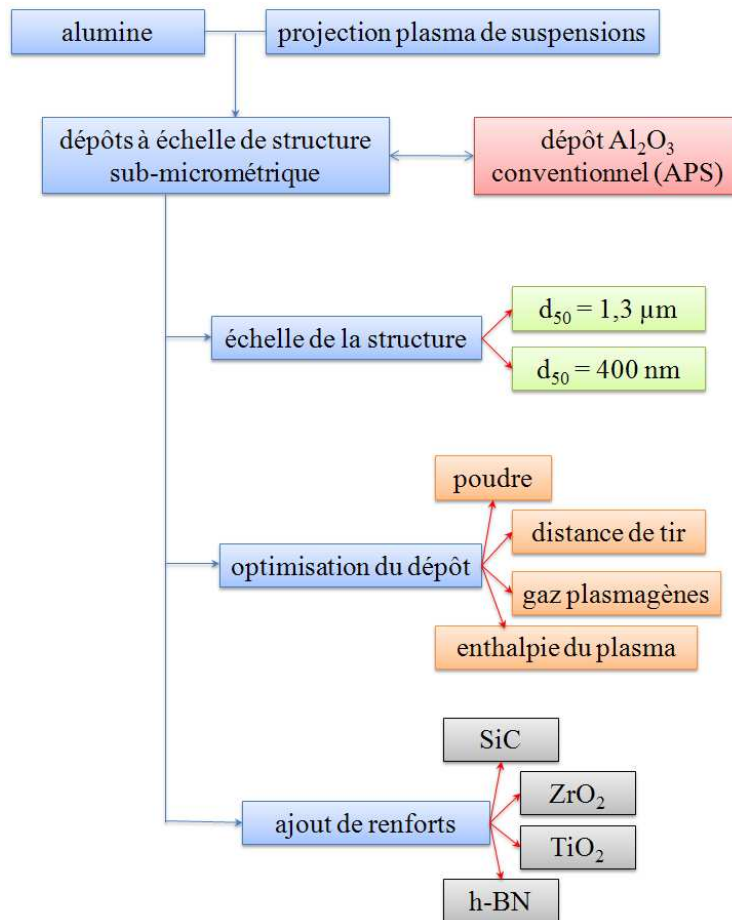 alumine
projection plasma de suspensions
dépôts à échelle de structure
sub-micrométrique
dépôt Al₂O₃
conventionnel (APS)
échelle de la structure
d₅₀ = 1,3 µm
d₅₀ = 400 nm
optimisation du dépôt
poudre
distance de tir
gaz plasmagènes
enthalpie du plasma
ajout de renforts
SiC
ZrO₂
TiO₂
h-BN